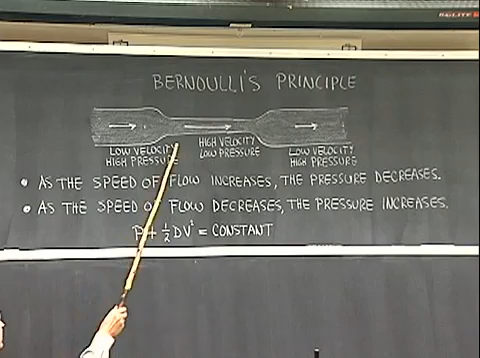 BERNOULLI'S PRINCIPLE
LOW VELOCITY HIGH VELOCITY LOW VELOCITY
HIGH PRESSURE LOW PRESSURE HIGH PRESSURE
• AS THE SPEED OF FLOW INCREASES, THE PRESSURE DECREASES.
• AS THE SPEED OF FLOW DECREASES, THE PRESSURE INCREASES.
P + ½DV² = CONSTANT